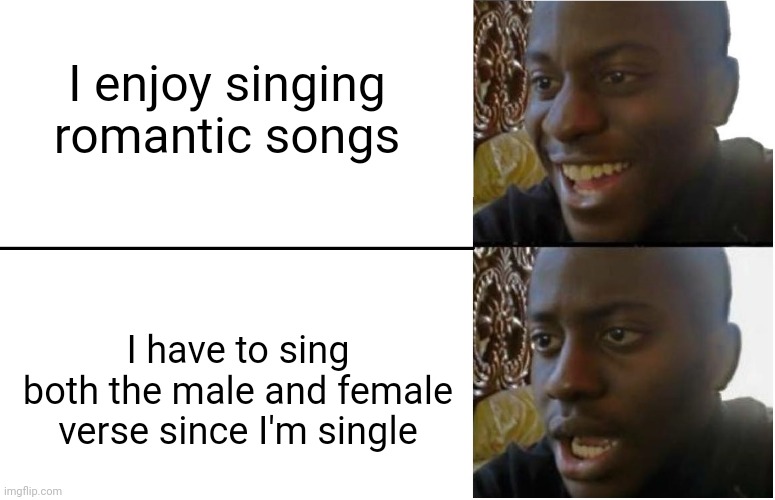 I enjoy singing
romantic songs
I have to sing
both the male and female
verse since I'm single
imgflip.com